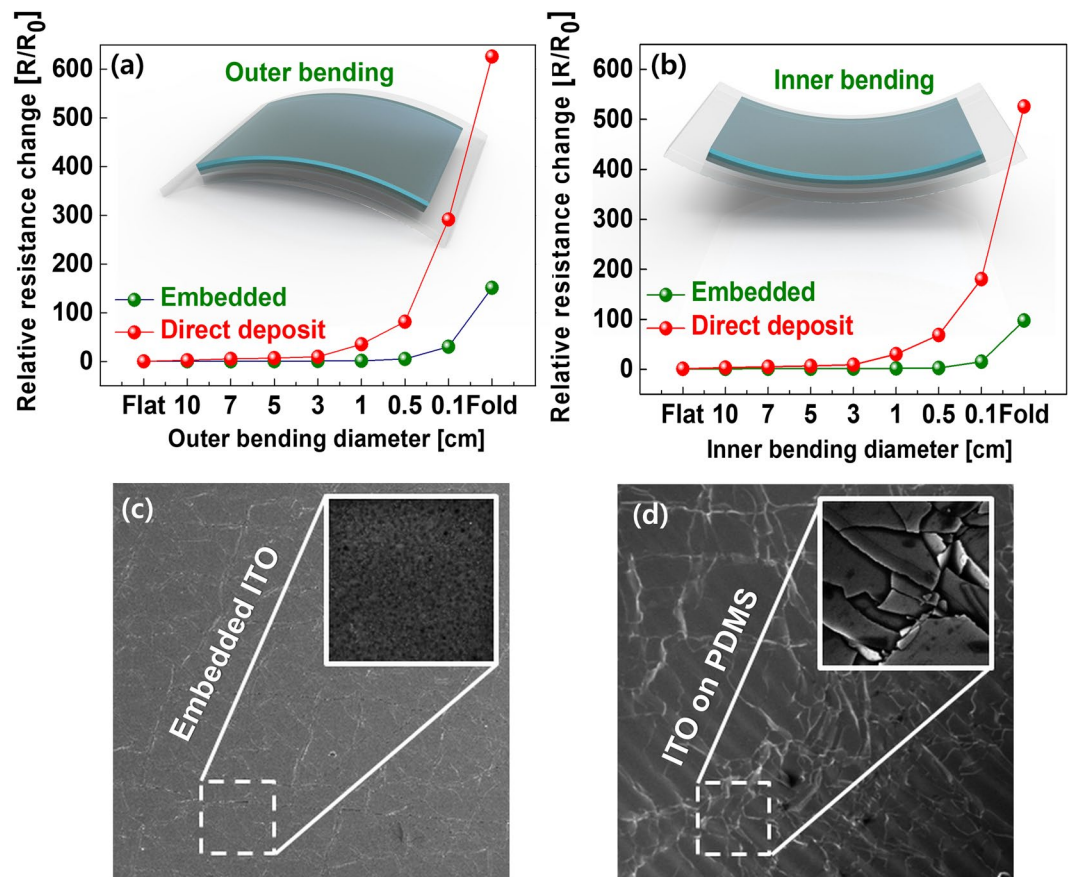 (a)
Outer bending
Relative resistance change [R/R₀]
600
500
400
300
200
100
0
Embedded
Direct deposit
Flat 10 7 5 3 1 0.5 0.1 Fold
Outer bending diameter [cm]
(b)
Inner bending
Relative resistance change [R/R₀]
600
500
400
300
200
100
0
Embedded
Direct deposit
Flat 10 7 5 3 1 0.5 0.1 Fold
Inner bending diameter [cm]
(c)
Embedded ITO
(d)
ITO on PDMS